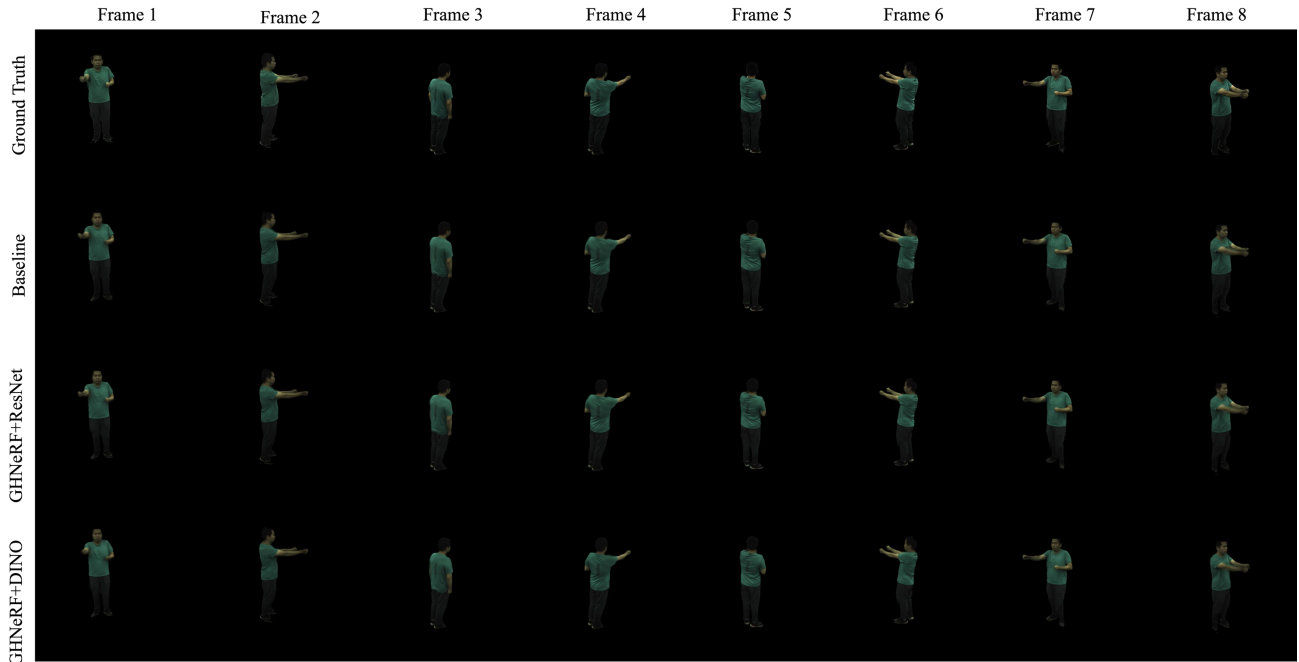 Frame 1 Frame 2 Frame 3 Frame 4 Frame 5 Frame 6 Frame 7 Frame 8
Ground Truth
Baseline
GHNeRF+ResNet
GHNeRF+DINO